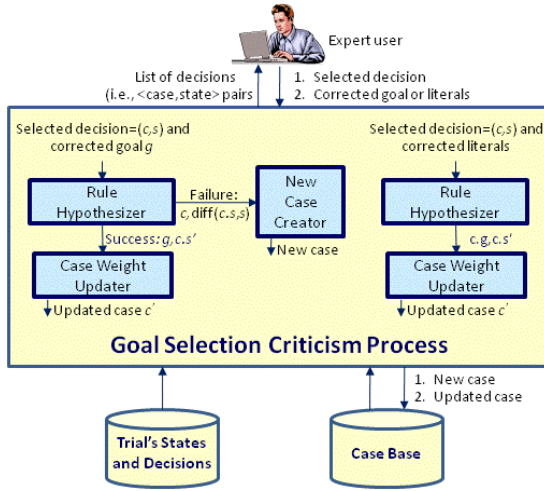 Expert user
List of decisions
(i.e., <case,state> pairs
1. Selected decision
2. Corrected goal or literals
Selected decision=(c,s) and
corrected goal g
Rule
Hypothesizer
Failure:
c,diff(c.s,s)
New
Case
Creator
New case
Success: g,c.s'
Case Weight
Updater
Updated case c'
Selected decision=(c,s) and
corrected literals
Rule
Hypothesizer
c.g,c.s'
Case Weight
Updater
Updated case c'
Goal Selection Criticism Process
1. New case
2. Updated case
Trial's States
and Decisions
Case Base